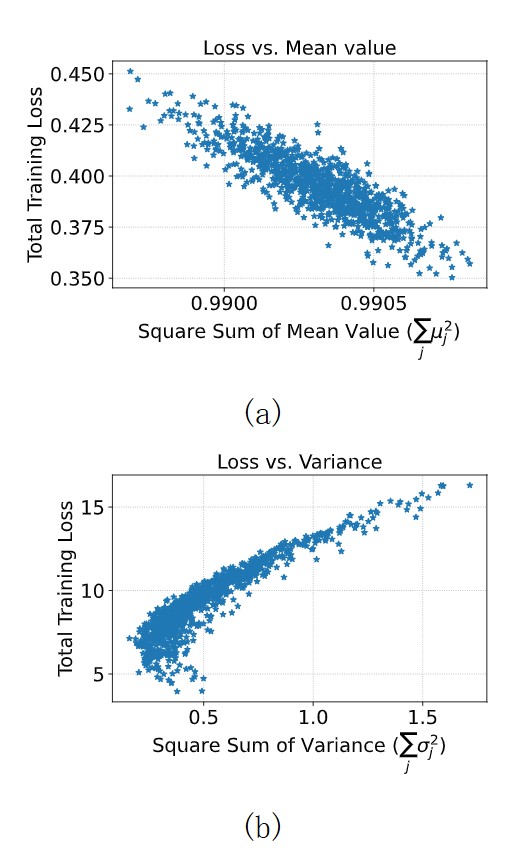 Loss vs. Mean value
Total Training Loss
0.450
0.425
0.400
0.375
0.350
0.9900 0.9905
Square Sum of Mean Value (∑_j μ_j^2)
(a)
Loss vs. Variance
Total Training Loss
15
10
5
0.5 1.0 1.5
Square Sum of Variance (∑_j σ_j^2)
(b)